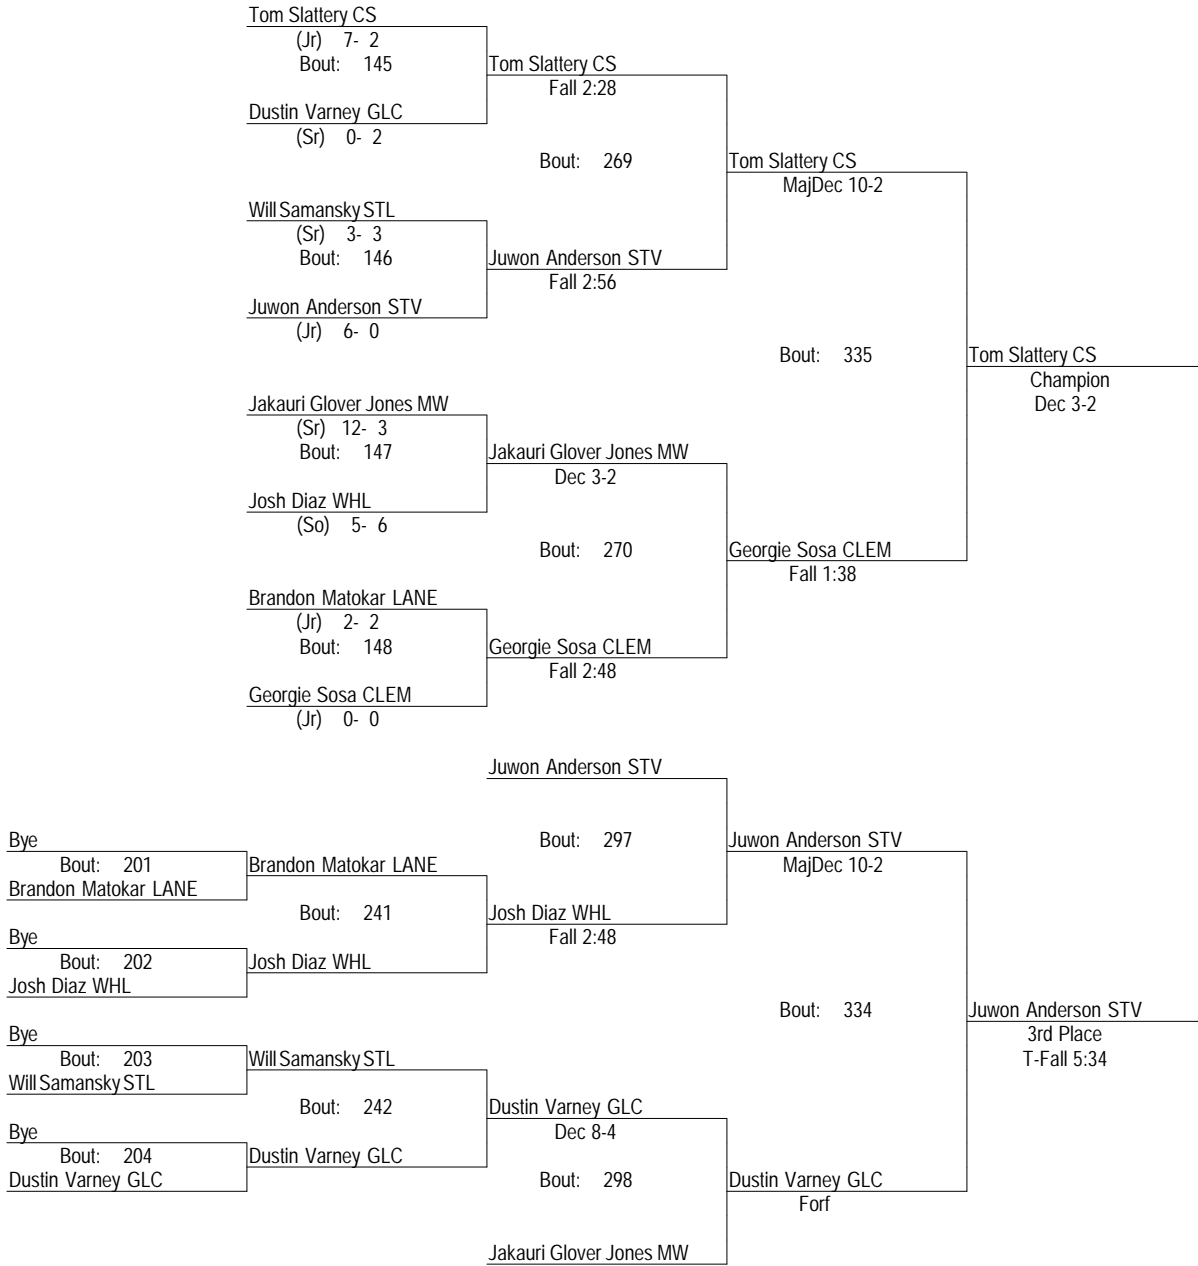 Tom Slattery CS
(Jr) 7- 2
Bout: 145
Tom Slattery CS
Fall 2:28
Dustin Varney GLC
(Sr) 0- 2
Bout: 269
Tom Slattery CS
MajDec 10-2
Will Samansky STL
(Sr) 3- 3
Bout: 146
Juwon Anderson STV
Fall 2:56
Juwon Anderson STV
(Jr) 6- 0
Bout: 335
Tom Slattery CS
Champion
Dec 3-2
Jakauri Glover Jones MW
(Sr) 12- 3
Bout: 147
Jakauri Glover Jones MW
Dec 3-2
Josh Diaz WHL
(So) 5- 6
Bout: 270
Georgie Sosa CLEM
Fall 1:38
Brandon Matokar LANE
(Jr) 2- 2
Bout: 148
Georgie Sosa CLEM
Fall 2:48
Georgie Sosa CLEM
(Jr) 0- 0
Juwon Anderson STV
Bout: 297
Juwon Anderson STV
MajDec 10-2
Bye
Bout: 201
Brandon Matokar LANE
Brandon Matokar LANE
Bout: 241
Josh Diaz WHL
Fall 2:48
Bye
Bout: 202
Josh Diaz WHL
Josh Diaz WHL
Bout: 334
Juwon Anderson STV
3rd Place
T-Fall 5:34
Bye
Bout: 203
Will Samansky STL
Will Samansky STL
Bout: 242
Dustin Varney GLC
Dec 8-4
Bye
Bout: 204
Dustin Varney GLC
Dustin Varney GLC
Bout: 298
Dustin Varney GLC
Forf
Jakauri Glover Jones MW